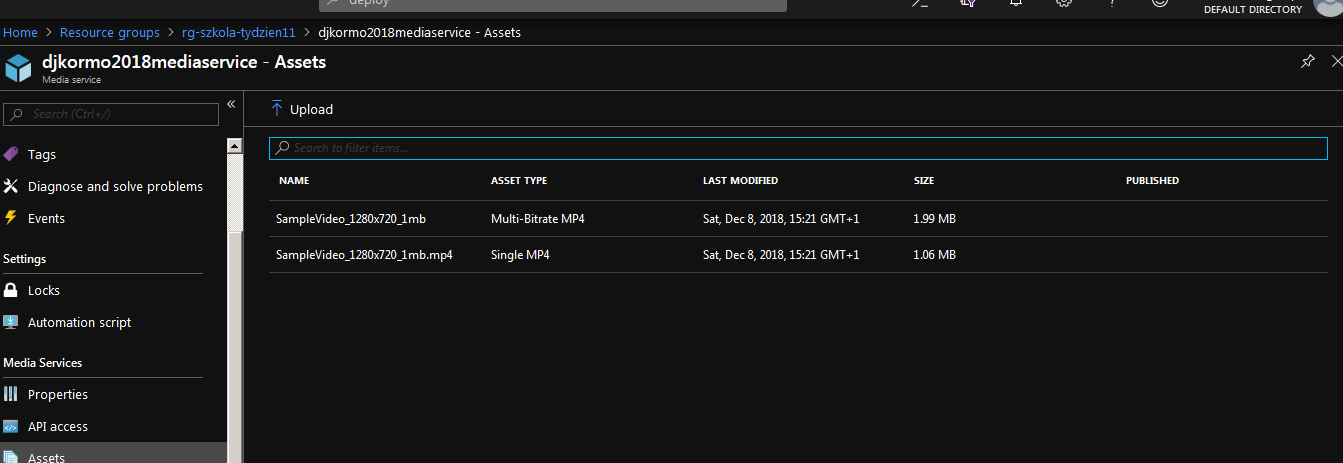 deploy
DEFAULT DIRECTORY
Home > Resource groups > rg-szkola-tydzien11 > djkormo2018mediaservice - Assets
djkormo2018mediaservice - Assets
Media service
Search (Ctrl+/)
«
Upload
Search to filter items...
NAME ASSET TYPE LAST MODIFIED SIZE PUBLISHED
SampleVideo_1280x720_1mb Multi-Bitrate MP4 Sat, Dec 8, 2018, 15:21 GMT+1 1.99 MB
SampleVideo_1280x720_1mb.mp4 Single MP4 Sat, Dec 8, 2018, 15:21 GMT+1 1.06 MB
Tags
Diagnose and solve problems
Events
Settings
Locks
Automation script
Media Services
Properties
API access
Assets